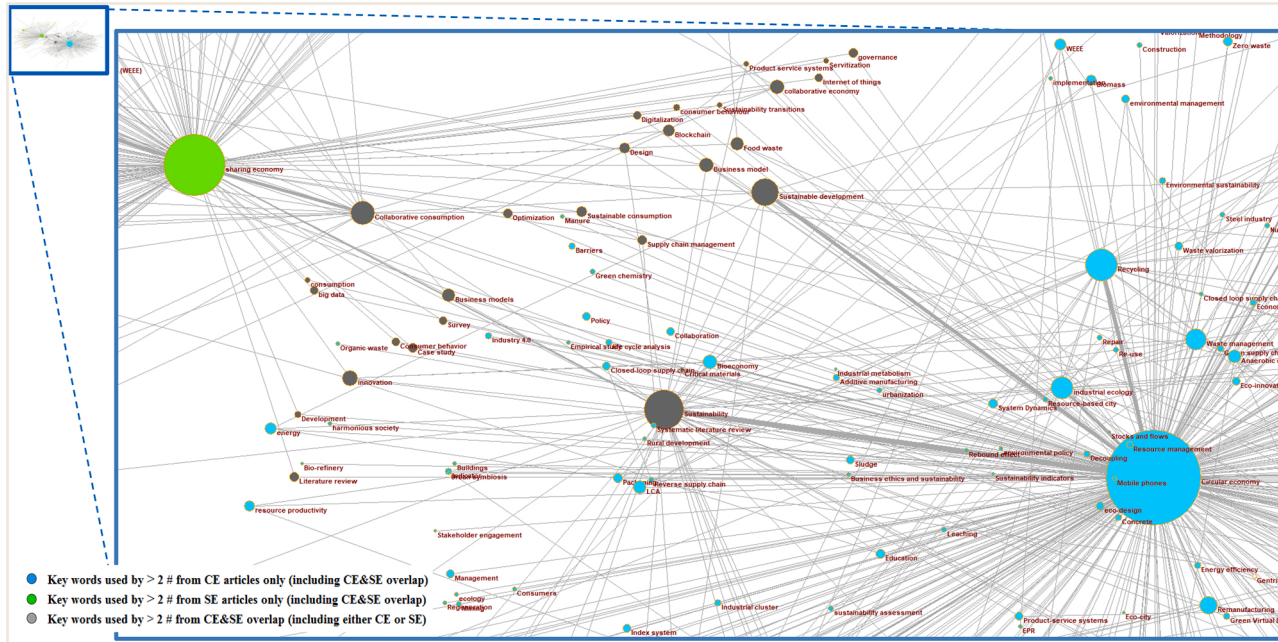 (WEEE)
sharing economy
Collaborative consumption
governance
Product service systems
Servitization
Internet of things
collaborative economy
consumer behaviour
Sustainability transitions
Digitalization
Blockchain
Food waste
Design
Business model
Sustainable development
Optimization
Manure
Sustainable consumption
Supply chain management
Barriers
Green chemistry
Methodology
WEEE
Construction
Zero waste
implementation
Biomass
environmental management
Environmental sustainability
Steel industry
Waste valorization
Recycling
consumption
big data
Business models
Survey
Policy
Collaboration
Industry 4.0
Organic waste
Consumer behavior
Case study
Empirical study
cycle analysis
Closed-loop supply chain
Bioeconomy
Critical materials
innovation
Industrial metabolism
Additive manufacturing
urbanization
Closed loop supply cha
Econo
Repair
Re-use
Waste management
Anaerobic d
industrial ecology
Eco-innovat
System Dynamics
Resource-based city
Sustainability
Systematic literature review
Rural development
Development
harmonious society
energy
Stocks and flows
Resource management
Rebound effect
environmental policy
Decoupling
Bio-refinery
Literature review
Buildings
symbiosis
Sludge
Reverse supply chain
LCA
Business ethics and sustainability
Sustainability indicators
Mobile phones
Circular economy
resource productivity
eco-design
Concrete
Stakeholder engagement
Leaching
Education
Management
Consumers
ecology
Regeneration
Energy efficiency
Gentri
Industrial cluster
sustainability assessment
Remanufacturing
Index system
Product-service systems
Eco-city
Green Virtual
EPR
Key words used by > 2 # from CE articles only (including CE&SE overlap)
Key words used by > 2 # from SE articles only (including CE&SE overlap)
Key words used by > 2 # from CE&SE overlap (including either CE or SE)